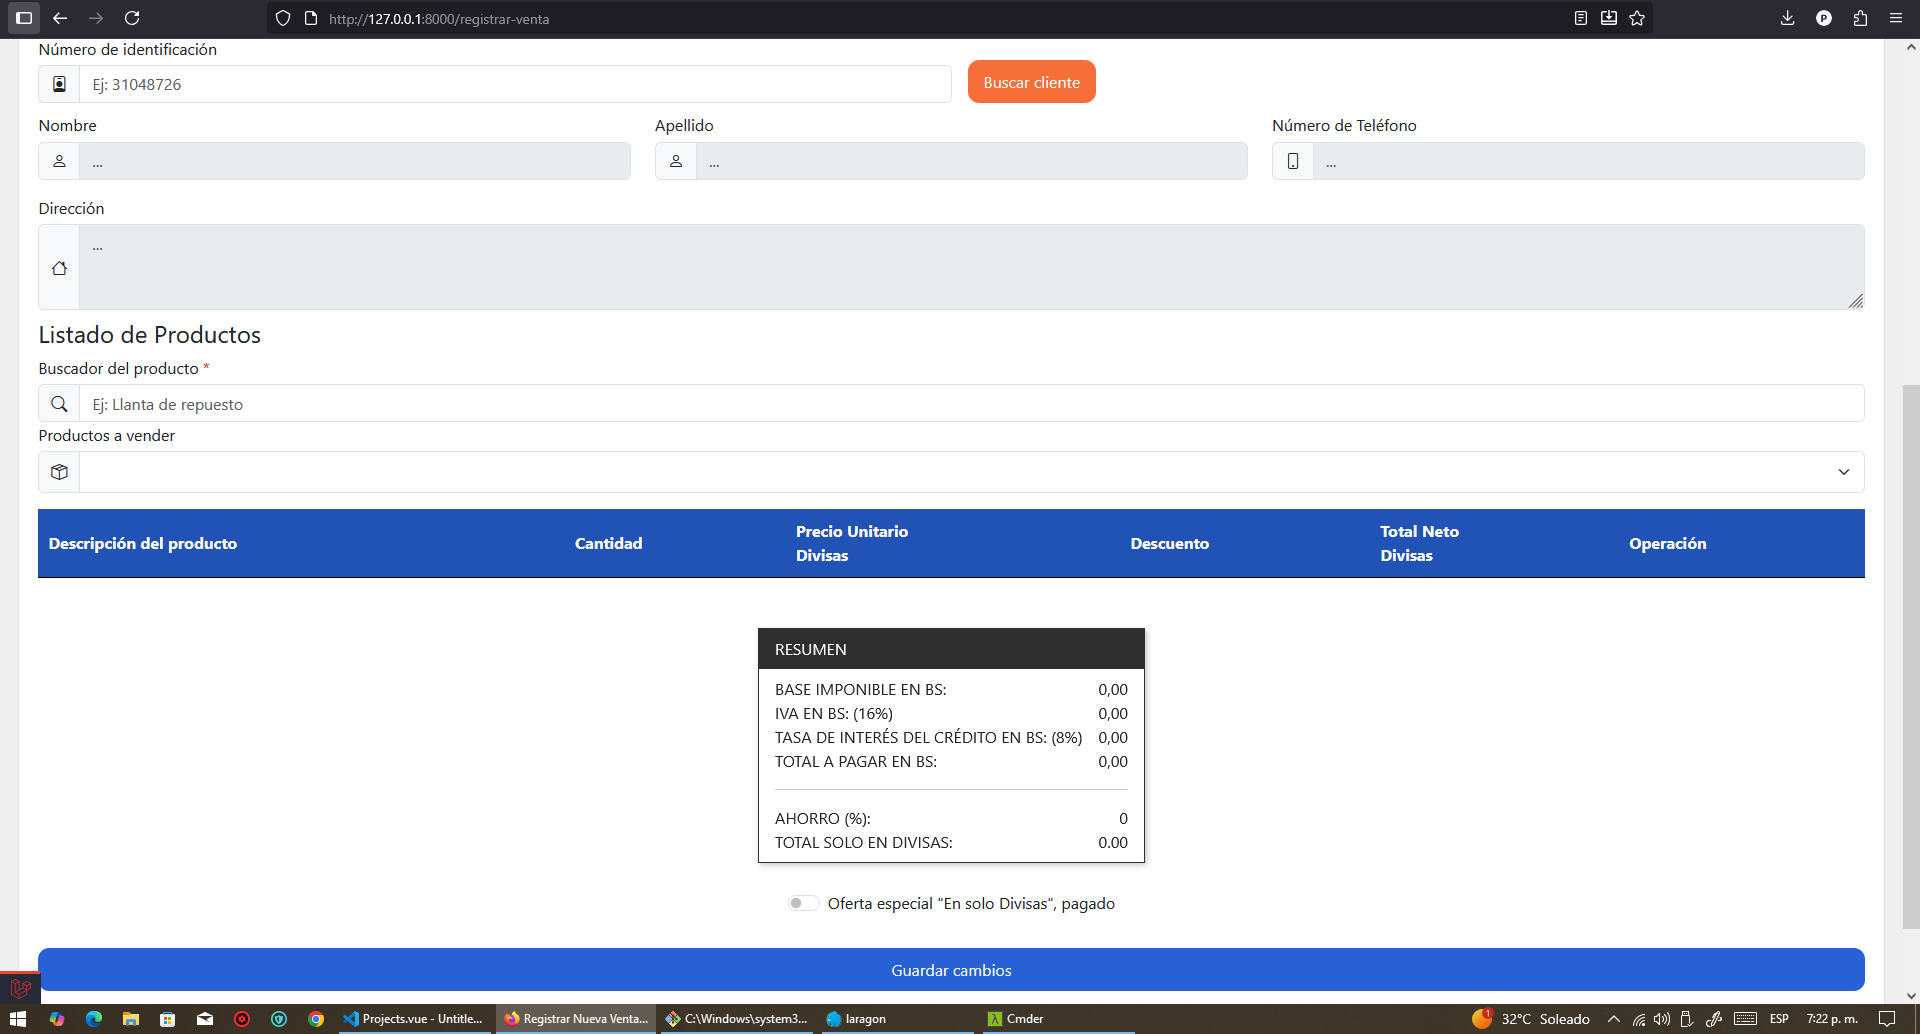 http://127.0.0.1:8000/registrar-venta
Número de identificación
Ej: 31048726
Buscar cliente
Nombre
Apellido
Número de Teléfono
...
...
...
Dirección
...
Listado de Productos
Buscador del producto *
Ej: Llanta de repuesto
Productos a vender
Descripción del producto
Cantidad
Precio Unitario
Divisas
Descuento
Total Neto
Divisas
Operación
RESUMEN
BASE IMPONIBLE EN BS: 0,00
IVA EN BS: (16%) 0,00
TASA DE INTERÉS DEL CRÉDITO EN BS: (8%) 0,00
TOTAL A PAGAR EN BS: 0,00
AHORRO (%): 0
TOTAL SOLO EN DIVISAS: 0.00
Oferta especial "En solo Divisas", pagado
Guardar cambios
Projects.vue - Untitle...
Registrar Nueva Venta...
C:\Windows\system3...
laragon
Cmder
1
32°C Soleado
ESP
7:22 p. m.